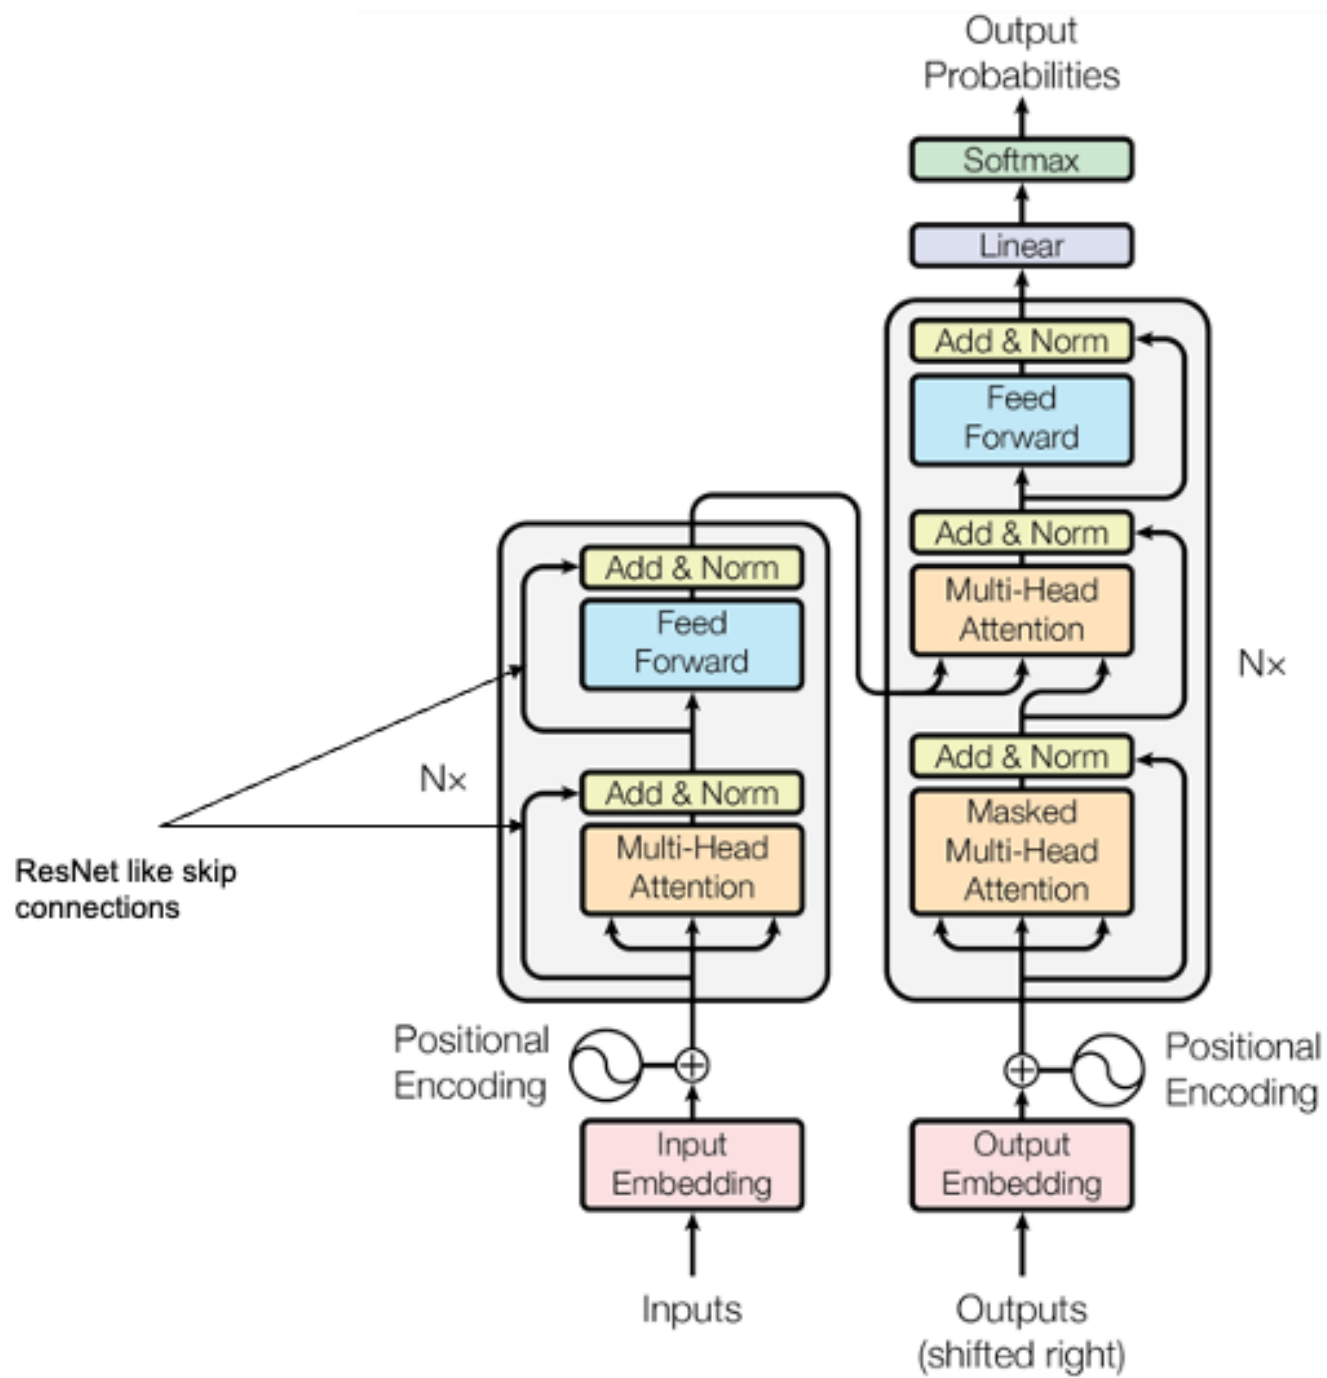 Output
Probabilities
Softmax
Linear
Add & Norm
Feed
Forward
Add & Norm
Multi-Head
Attention
Nx
Add & Norm
Masked
Multi-Head
Attention
Add & Norm
Feed
Forward
Nx
Add & Norm
Multi-Head
Attention
ResNet like skip
connections
Positional
Encoding
Positional
Encoding
Input
Embedding
Output
Embedding
Inputs
Outputs
(shifted right)